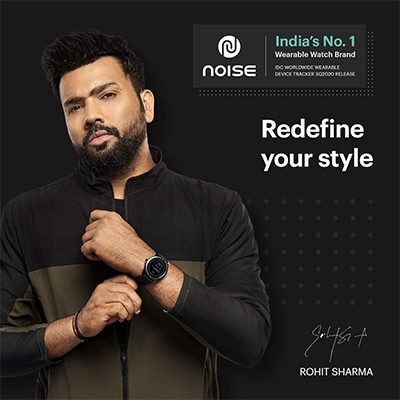 noise
India's No. 1
Wearable Watch Brand
IDC WORLDWIDE WEARABLE
DEVICE TRACKER 3Q2020 RELEASE
Redefine
your style
ROHIT SHARMA